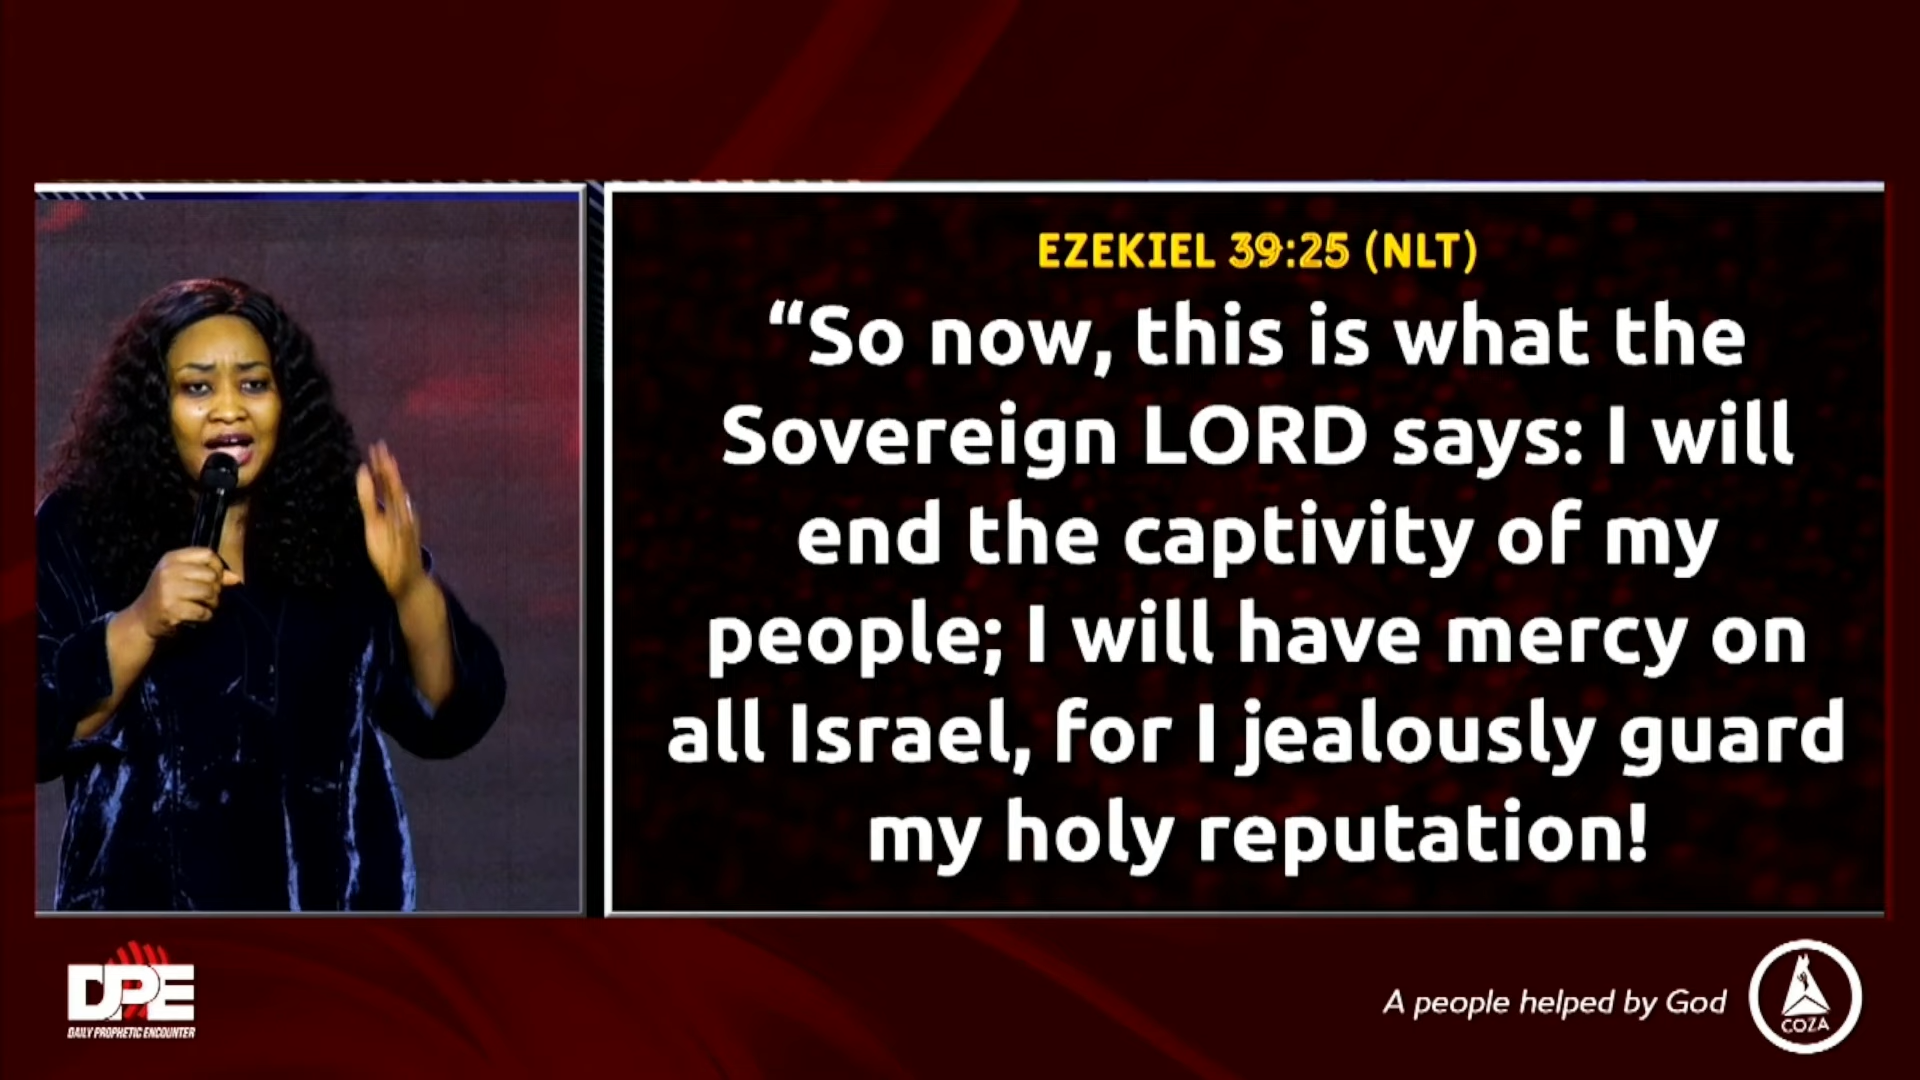 EZEKIEL 39:25 (NLT)
“So now, this is what the
Sovereign LORD says: I will
end the captivity of my
people; I will have mercy on
all Israel, for I jealously guard
my holy reputation!
DPE
DAILY PROPHETIC ENCOUNTER
A people helped by God
COZA